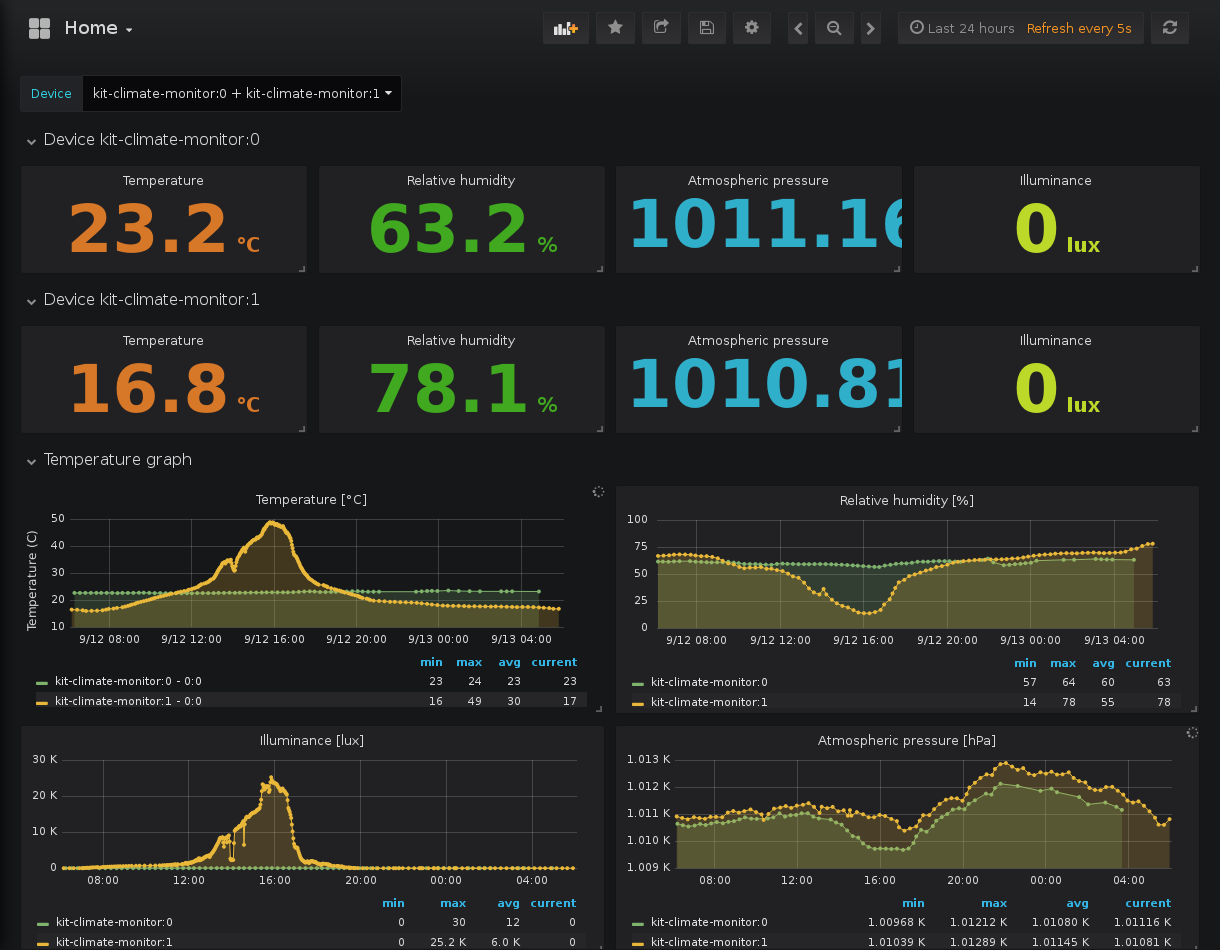 Home
Last 24 hours Refresh every 5s
Device kit-climate-monitor:0 + kit-climate-monitor:1
Device kit-climate-monitor:0
Temperature Relative humidity Atmospheric pressure Illuminance
23.2 °C 63.2 % 1011.16 0 lux
Device kit-climate-monitor:1
Temperature Relative humidity Atmospheric pressure Illuminance
16.8 °C 78.1 % 1010.81 0 lux
Temperature graph
Temperature [°C]
Temperature (C)
50
40
30
20
10
9/12 08:00 9/12 12:00 9/12 16:00 9/12 20:00 9/13 00:00 9/13 04:00
min max avg current
kit-climate-monitor:0 - 0:0 23 24 23 23
kit-climate-monitor:1 - 0:0 16 49 30 17
Relative humidity [%]
100
75
50
25
0
9/12 08:00 9/12 12:00 9/12 16:00 9/12 20:00 9/13 00:00 9/13 04:00
min max avg current
kit-climate-monitor:0 57 64 60 63
kit-climate-monitor:1 14 78 55 78
Illuminance [lux]
30 K
20 K
10 K
0
08:00 12:00 16:00 20:00 00:00 04:00
min max avg current
kit-climate-monitor:0 0 30 12 0
kit-climate-monitor:1 0 25.2 K 6.0 K 0
Atmospheric pressure [hPa]
1.013 K
1.012 K
1.011 K
1.010 K
1.009 K
08:00 12:00 16:00 20:00 00:00 04:00
min max avg current
kit-climate-monitor:0 1.00968 K 1.01212 K 1.01080 K 1.01116 K
kit-climate-monitor:1 1.01039 K 1.01289 K 1.01145 K 1.01081 K